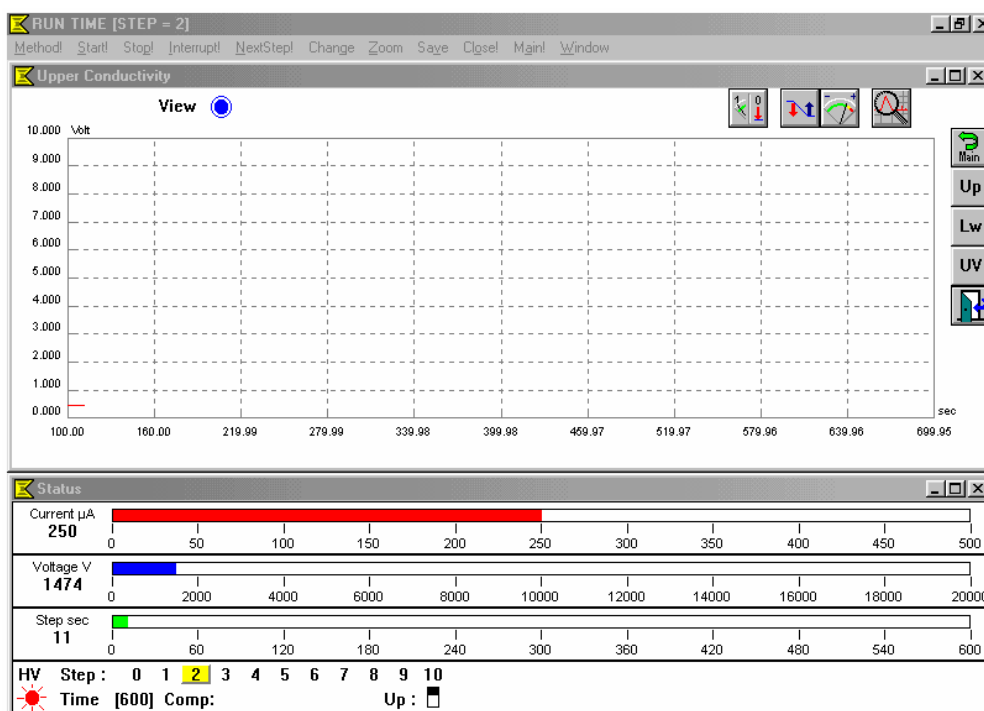 RUN TIME [STEP = 2]
Method! Start! Stop! Interrupt! NextStep! Change Zoom Save Close! Main! Window
Upper Conductivity
View
1 0
- +
10.000 Volt
9.000
8.000
7.000
6.000
5.000
4.000
3.000
2.000
1.000
0.000
sec
100.00 160.00 219.99 279.99 339.98 399.98 459.97 519.97 579.96 639.96 699.95
Main
Up
Lw
UV
Status
Current µA
250
0 50 100 150 200 250 300 350 400 450 500
Voltage V
1474
0 2000 4000 6000 8000 10000 12000 14000 16000 18000 20000
Step sec
11
0 60 120 180 240 300 360 420 480 540 600
HV Step : 0 1 2 3 4 5 6 7 8 9 10
Time [600] Comp: Up :